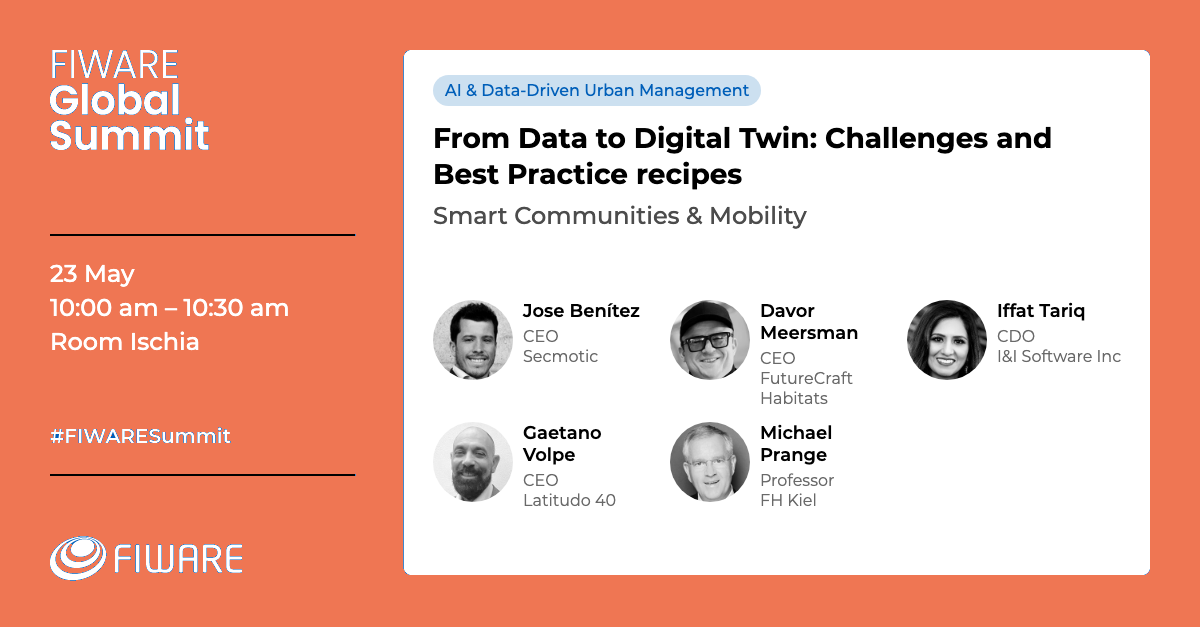 FIWARE
Global
Summit
23 May
10:00 am – 10:30 am
Room Ischia
#FIWARESummit
FIWARE
AI & Data-Driven Urban Management
From Data to Digital Twin: Challenges and
Best Practice recipes
Smart Communities & Mobility
Jose Benítez
CEO
Secmotic
Davor
Meersman
CEO
FutureCraft
Habitats
Iffat Tariq
CDO
I&I Software Inc
Gaetano
Volpe
CEO
Latitudo 40
Michael
Prange
Professor
FH Kiel